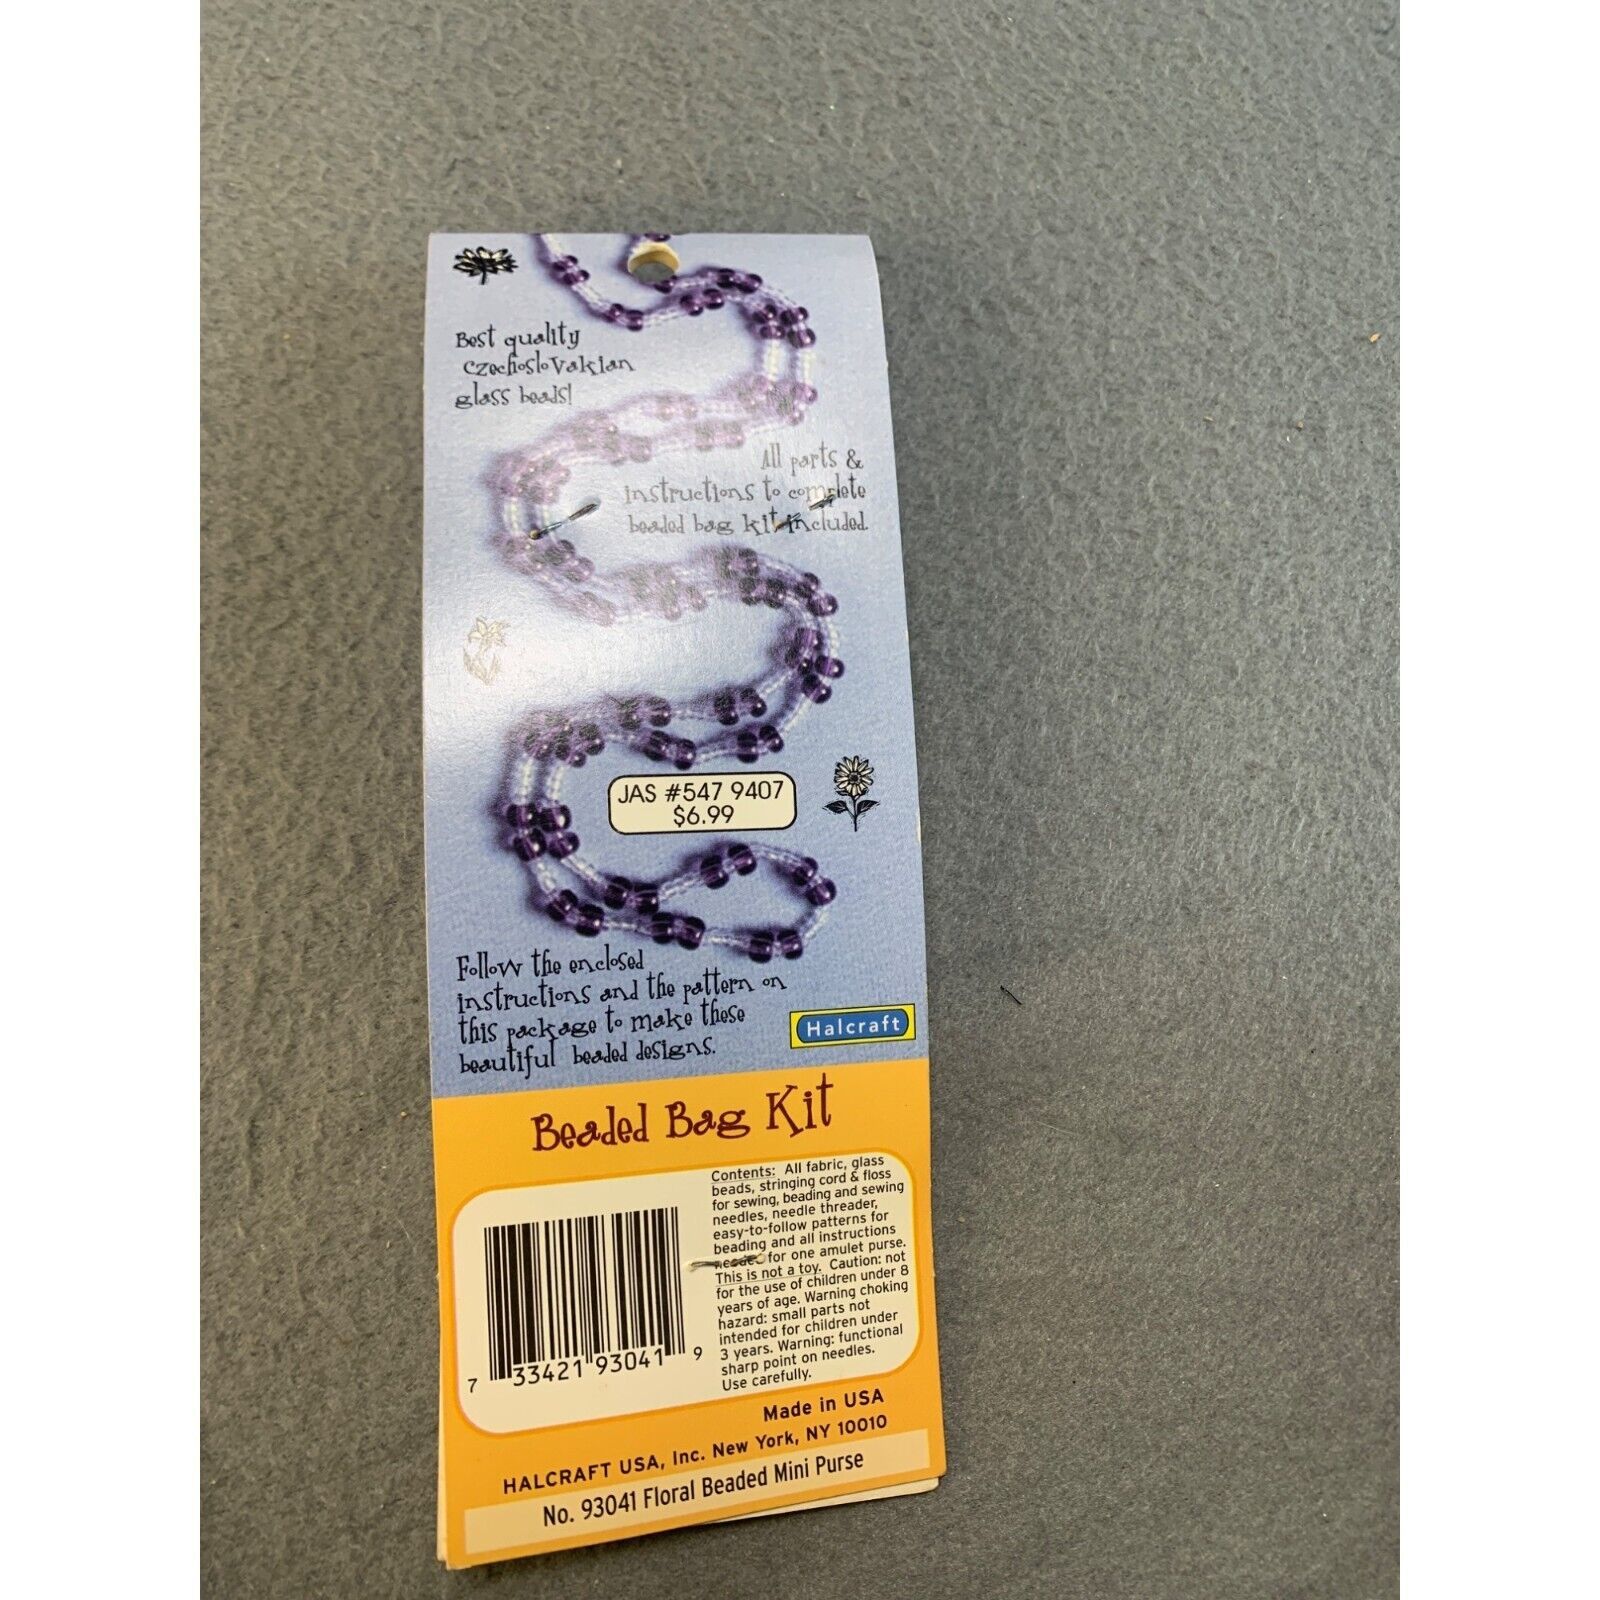 Best quality
Czechoslovakian
glass beads!
All parts &
instructions to complete
beaded bag kit included.
JAS #547 9407
$6.99
Follow the enclosed
instructions and the pattern on
this package to make these
beautiful beaded designs.
Halcraft
Beaded Bag Kit
Contents: All fabric, glass
beads, stringing cord & floss
for sewing, beading and sewing
needles, needle threader,
easy-to-follow patterns for
beading and all instructions
needed for one amulet purse.
This is not a toy. Caution: not
for the use of children under 8
years of age. Warning choking
hazard: small parts not
intended for children under
3 years. Warning: functional
sharp point on needles.
Use carefully.
7 33421 93041 9
Made in USA
HALCRAFT USA, Inc. New York, NY 10010
No. 93041 Floral Beaded Mini Purse